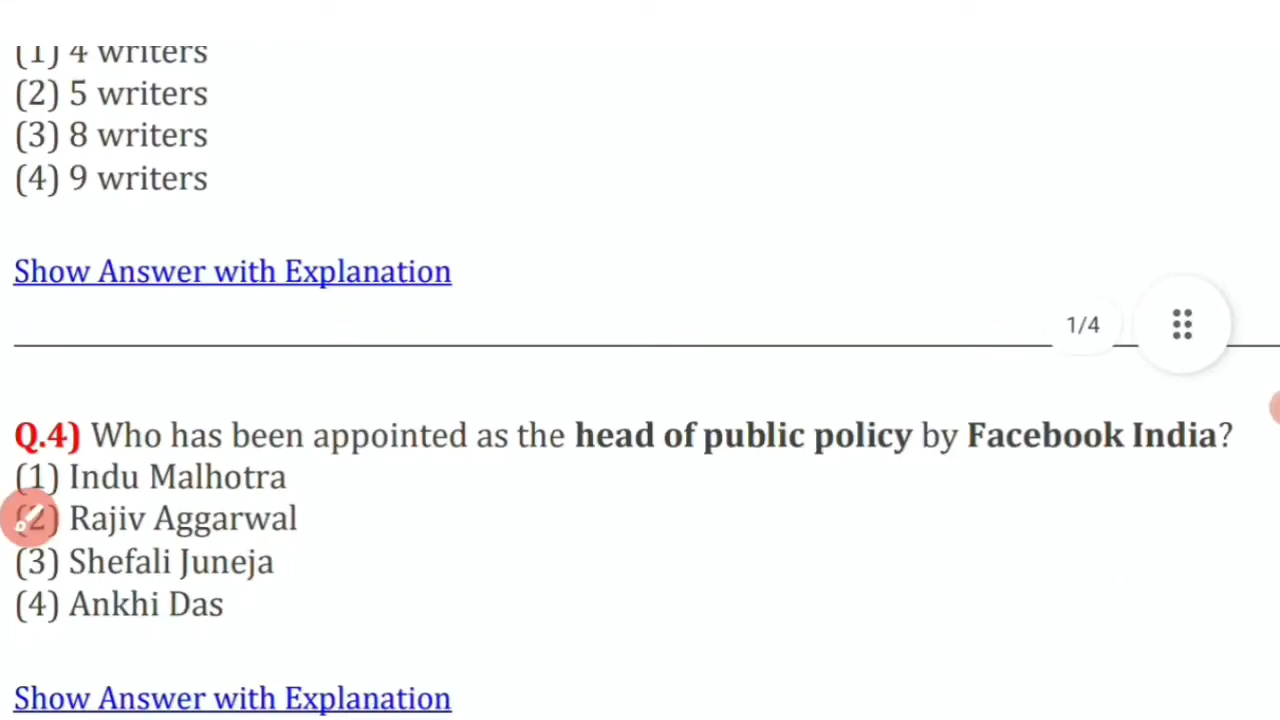 (1) 4 writers
(2) 5 writers
(3) 8 writers
(4) 9 writers
Show Answer with Explanation
1/4
Q.4) Who has been appointed as the head of public policy by Facebook India?
(1) Indu Malhotra
(2) Rajiv Aggarwal
(3) Shefali Juneja
(4) Ankhi Das
Show Answer with Explanation